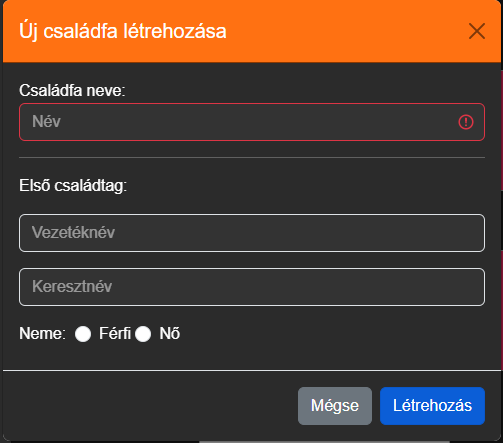 Új családfa létrehozása
Családfa neve:
Név
Első családtag:
Vezetéknév
Keresztnév
Neme: Férfi Nő
Mégse Létrehozás